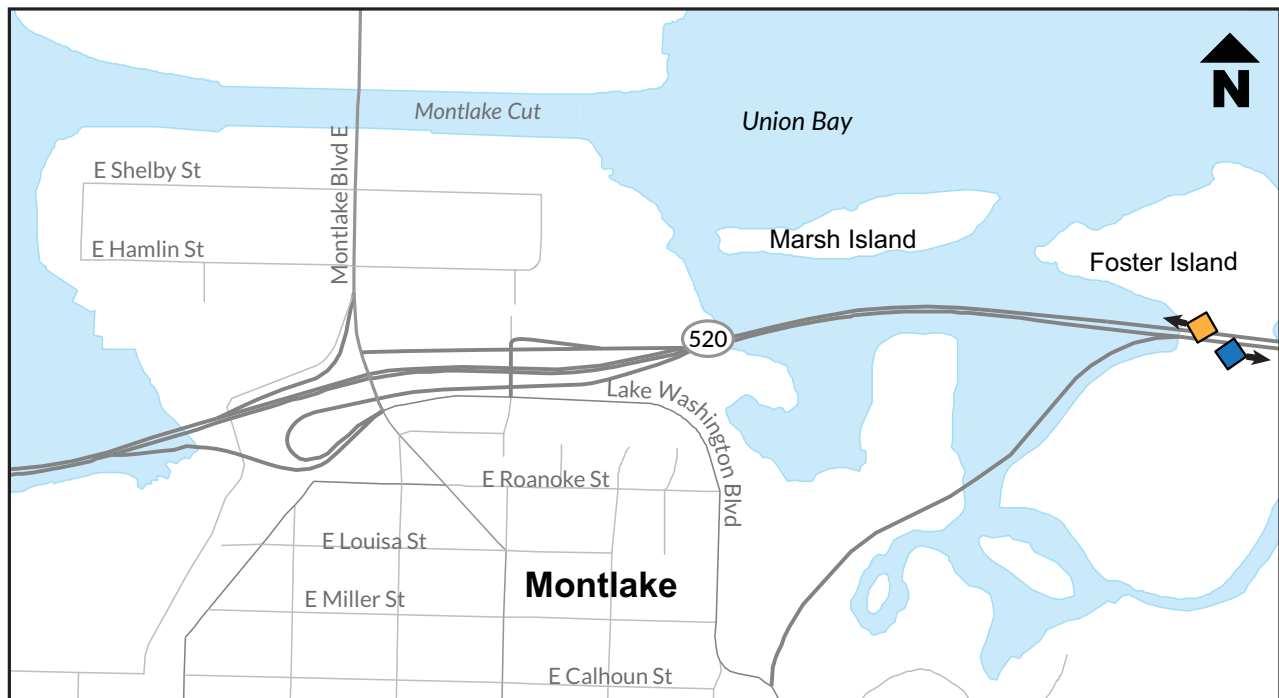 N
Montlake Cut
Union Bay
Montlake Blvd E
E Shelby St
E Hamlin St
Marsh Island
Foster Island
520
Lake Washington Blvd
E Roanoke St
E Louisa St
Montlake
E Miller St
E Calhoun St